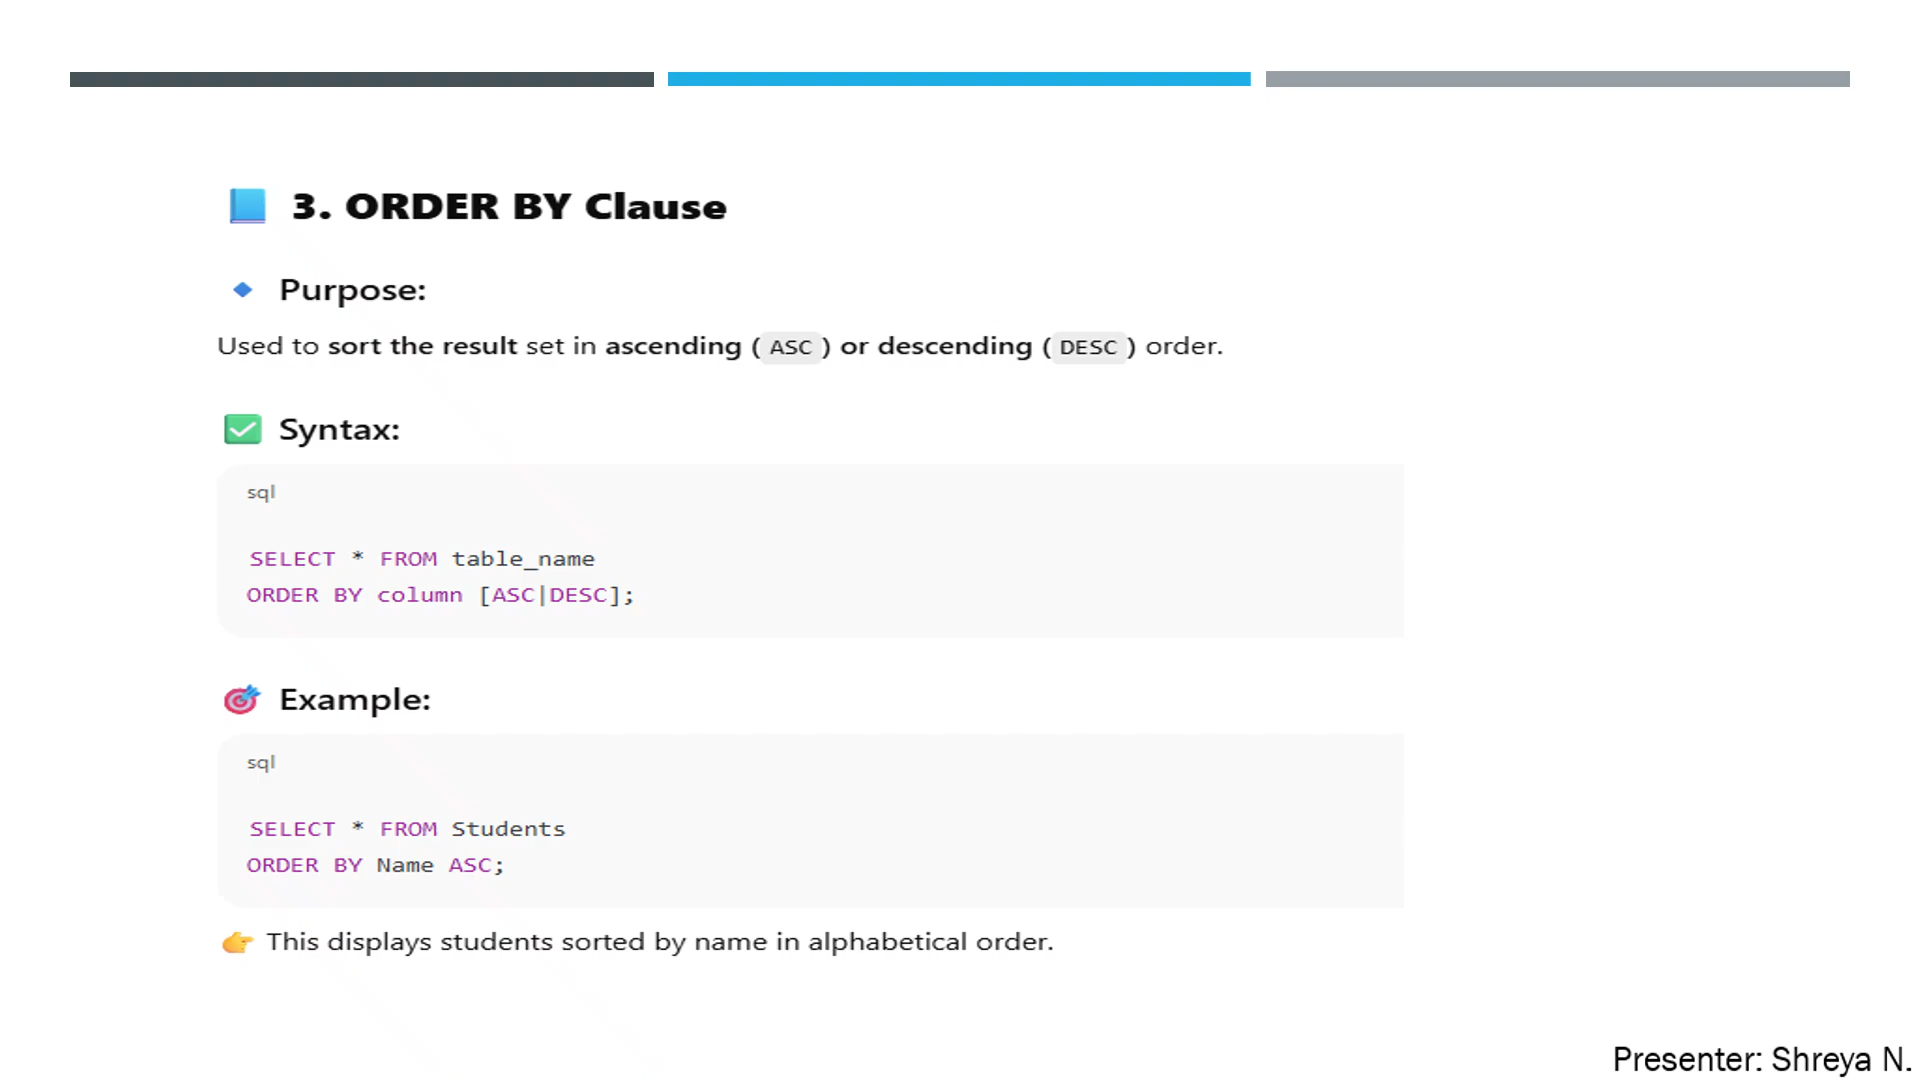 3. ORDER BY Clause
Purpose:
Used to sort the result set in ascending ( ASC ) or descending ( DESC ) order.
Syntax:
sql
SELECT * FROM table_name
ORDER BY column [ASC|DESC];
Example:
sql
SELECT * FROM Students
ORDER BY Name ASC;
This displays students sorted by name in alphabetical order.
Presenter: Shreya N.